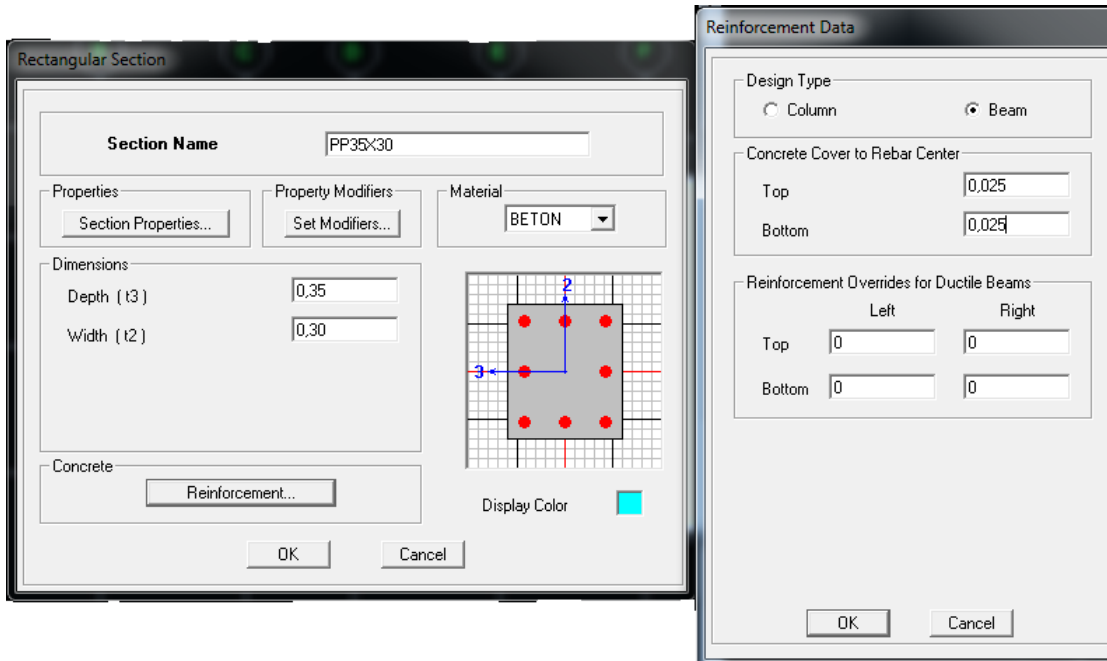 Rectangular Section
Section Name PP35X30
Properties Property Modifiers Material
Section Properties... Set Modifiers... BETON
Dimensions
Depth ( t3 ) 0,35
Width ( t2 ) 0,30
2
3
Concrete
Reinforcement...
Display Color
OK Cancel
Reinforcement Data
Design Type
Column Beam
Concrete Cover to Rebar Center
Top 0,025
Bottom 0,025
Reinforcement Overrides for Ductile Beams
Left Right
Top 0 0
Bottom 0 0
OK Cancel